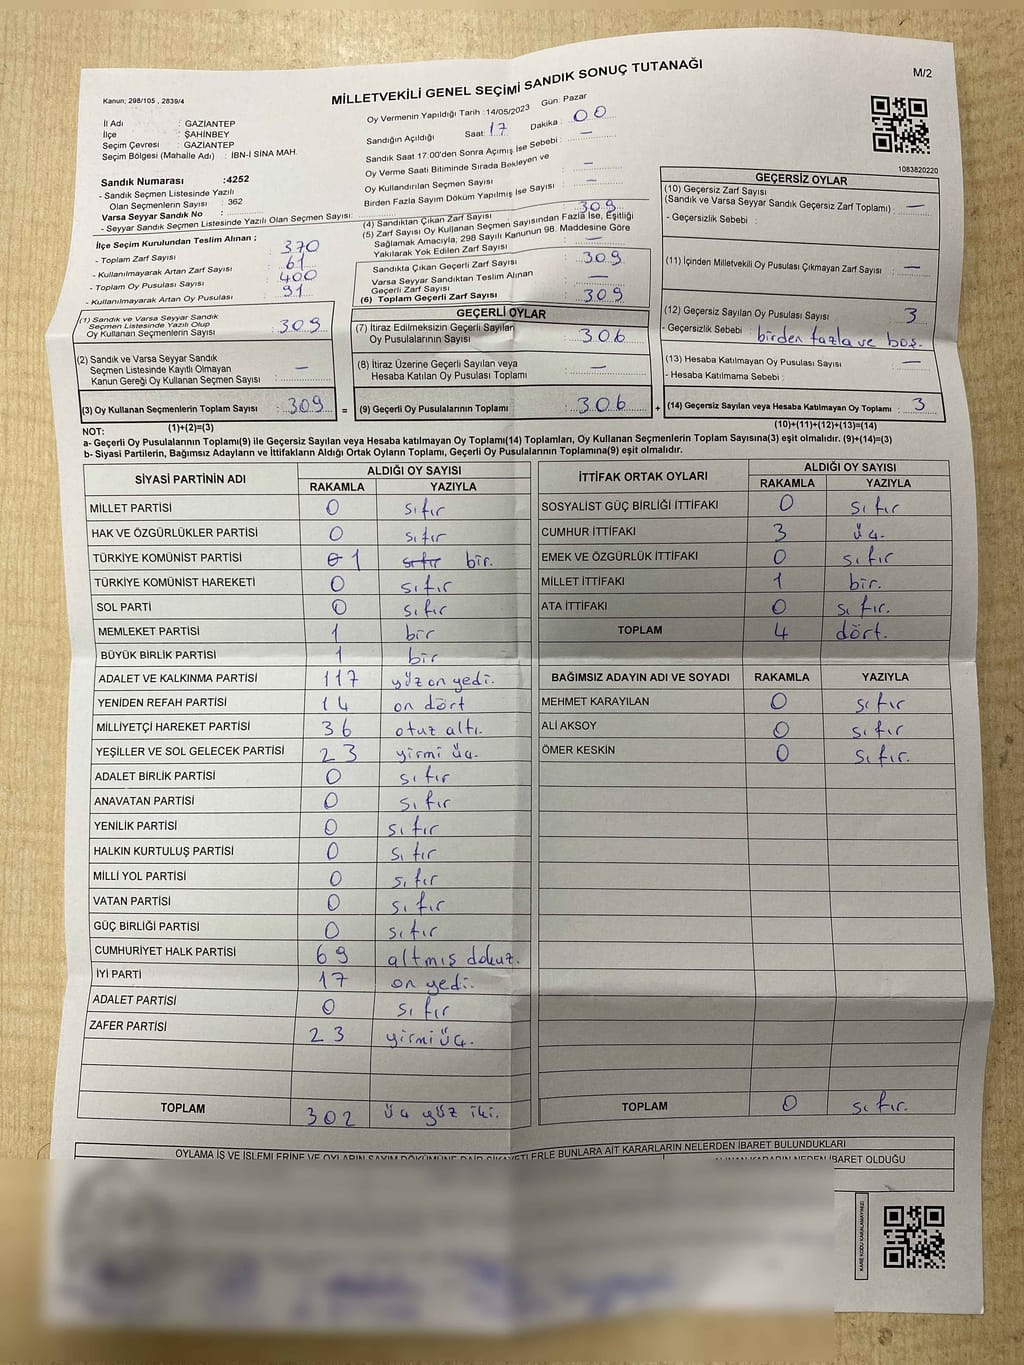 M/2
MİLLETVEKİLİ GENEL SEÇİMİ SANDIK SONUÇ TUTANAĞI
Kanun; 298/105 , 2839/4
İl Adı : GAZİANTEP
İlçe : ŞAHİNBEY
Seçim Çevresi : GAZİANTEP
Seçim Bölgesi (Mahalle Adı) : İBN-İ SİNA MAH.
Sandık Numarası :4252
- Sandık Seçmen Listesinde Yazılı
Olan Seçmenlerin Sayısı : 362
Varsa Seyyar Sandık No :
- Seyyar Sandık Seçmen Listesinde Yazılı Olan Seçmen Sayısı:
İlçe Seçim Kurulundan Teslim Alınan ;
- Toplam Zarf Sayısı : 370
- Kullanılmayarak Artan Zarf Sayısı : 61
- Toplam Oy Pusulası Sayısı : 400
- Kullanılmayarak Artan Oy Pusulası : 91
Oy Vermenin Yapıldığı Tarih :14/05/2023 Gün: Pazar
Sandığın Açıldığı Saat: 17 Dakika : 00
Sandık Saat 17:00'den Sonra Açımış İse Sebebi : —
Oy Verme Saati Bitiminde Sırada Bekleyen ve
Oy Kullandırılan Seçmen Sayısı : —
Birden Fazla Sayım Döküm Yapılmış İse Sayısı : —
(4) Sandıktan Çıkan Zarf Sayısı : 309
(5) Zarf Sayısı Oy Kullanan Seçmen Sayısından Fazla İse, Eşitliği
Sağlamak Amacıyla, 298 Sayılı Kanunun 98. Maddesine Göre
Yakılarak Yok Edilen Zarf Sayısı : —
Sandıkta Çıkan Geçerli Zarf Sayısı : 309
Varsa Seyyar Sandıktan Teslim Alınan
Geçerli Zarf Sayısı : —
(6) Toplam Geçerli Zarf Sayısı : 309
1083820220
GEÇERSİZ OYLAR
(10) Geçersiz Zarf Sayısı
(Sandık ve Varsa Seyyar Sandık Geçersiz Zarf Toplamı) : —
- Geçersizlik Sebebi :
(11) İçinden Milletvekili Oy Pusulası Çıkmayan Zarf Sayısı : —
(12) Geçersiz Sayılan Oy Pusulası Sayısı : 3
- Geçersizlik Sebebi : birden fazla ve boş.
(13) Hesaba Katılmayan Oy Pusulası Sayısı : —
- Hesaba Katılmama Sebebi :
(14) Geçersiz Sayılan veya Hesaba Katılmayan Oy Toplamı : 3
(10)+(11)+(12)+(13)=(14)
(1) Sandık ve Varsa Seyyar Sandık
Seçmen Listesinde Yazılı Olup
Oy Kullanan Seçmenlerin Sayısı : 309
(2) Sandık ve Varsa Seyyar Sandık
Seçmen Listesinde Kayıtlı Olmayan
Kanun Gereği Oy Kullanan Seçmen Sayısı : —
(3) Oy Kullanan Seçmenlerin Toplam Sayısı : 309 =
(1)+(2)=(3)
GEÇERLİ OYLAR
(7) İtiraz Edilmeksizin Geçerli Sayılan
Oy Pusulalarının Sayısı : 306
(8) İtiraz Üzerine Geçerli Sayılan veya
Hesaba Katılan Oy Pusulası Toplamı : —
(9) Geçerli Oy Pusulalarının Toplamı : 306 +
NOT:
a- Geçerli Oy Pusulalarının Toplamı(9) ile Geçersiz Sayılan veya Hesaba katılmayan Oy Toplamı(14) Toplamları, Oy Kullanan Seçmenlerin Toplam Sayısına(3) eşit olmalıdır. (9)+(14)=(3)
b- Siyasi Partilerin, Bağımsız Adayların ve İttifakların Aldığı Ortak Oyların Toplamı, Geçerli Oy Pusulalarının Toplamına(9) eşit olmalıdır.
SİYASİ PARTİNİN ADI ALDIĞI OY SAYISI
RAKAMLA YAZIYLA
MİLLET PARTİSİ 0 sıfır
HAK VE ÖZGÜRLÜKLER PARTİSİ 0 sıfır
TÜRKİYE KOMÜNİST PARTİSİ 0 1 sıfır bir.
TÜRKİYE KOMÜNİST HAREKETİ 0 sıfır
SOL PARTİ 0 sıfır
MEMLEKET PARTİSİ 1 bir
BÜYÜK BİRLİK PARTİSİ 1 bir
ADALET VE KALKINMA PARTİSİ 117 yüz on yedi.
YENİDEN REFAH PARTİSİ 14 on dört
MİLLİYETÇİ HAREKET PARTİSİ 36 otuz altı.
YEŞİLLER VE SOL GELECEK PARTİSİ 23 yirmi üç.
ADALET BİRLİK PARTİSİ 0 sıfır
ANAVATAN PARTİSİ 0 sıfır
YENİLİK PARTİSİ 0 sıfır
HALKIN KURTULUŞ PARTİSİ 0 sıfır
MİLLİ YOL PARTİSİ 0 sıfır
VATAN PARTİSİ 0 sıfır
GÜÇ BİRLİĞİ PARTİSİ 0 sıfır
CUMHURİYET HALK PARTİSİ 69 altmış dokuz.
İYİ PARTİ 17 on yedi.
ADALET PARTİSİ 0 sıfır
ZAFER PARTİSİ 23 yirmi üç.
TOPLAM 302 üç yüz iki.
İTTİFAK ORTAK OYLARI ALDIĞI OY SAYISI
RAKAMLA YAZIYLA
SOSYALİST GÜÇ BİRLİĞİ İTTİFAKI 0 sıfır
CUMHUR İTTİFAKI 3 üç.
EMEK VE ÖZGÜRLÜK İTTİFAKI 0 sıfır
MİLLET İTTİFAKI 1 bir.
ATA İTTİFAKI 0 sıfır.
TOPLAM 4 dört.
BAĞIMSIZ ADAYIN ADI VE SOYADI RAKAMLA YAZIYLA
MEHMET KARAYILAN 0 sıfır
ALİ AKSOY 0 sıfır
ÖMER KESKİN 0 sıfır.
TOPLAM 0 sıfır.
OYLAMA İŞ VE İŞLEMLERİNE VE OYLARIN SAYIM DÖKÜMÜNE DAİR ŞİKAYETLERLE BUNLARA AİT KARARLARIN NELERDEN İBARET BULUNDUKLARI
ALINAN KARARIN NEDEN İBARET OLDUĞU
KARE KODU KARALAMAYINIZ!